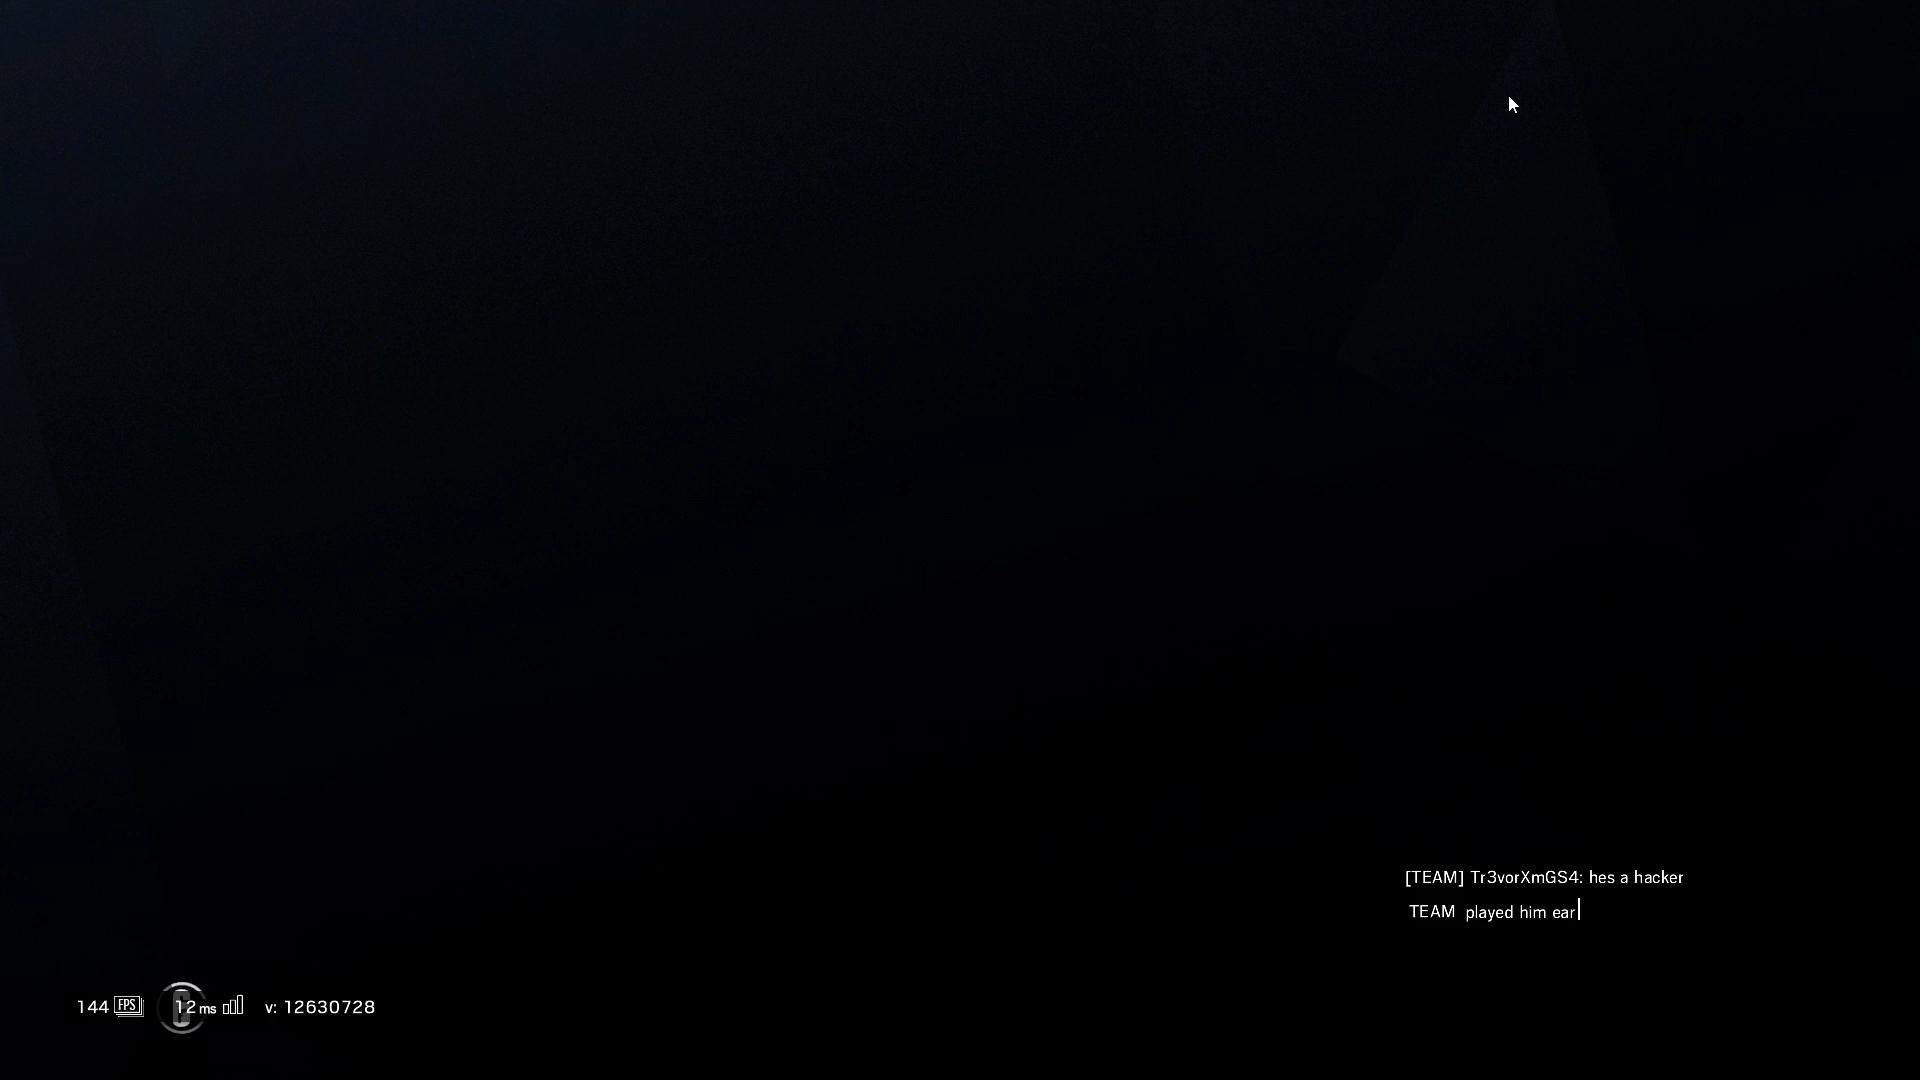 [TEAM] Tr3vorXmGS4: hes a hacker
TEAM played him ear
144 FPS 12 ms v: 12630728